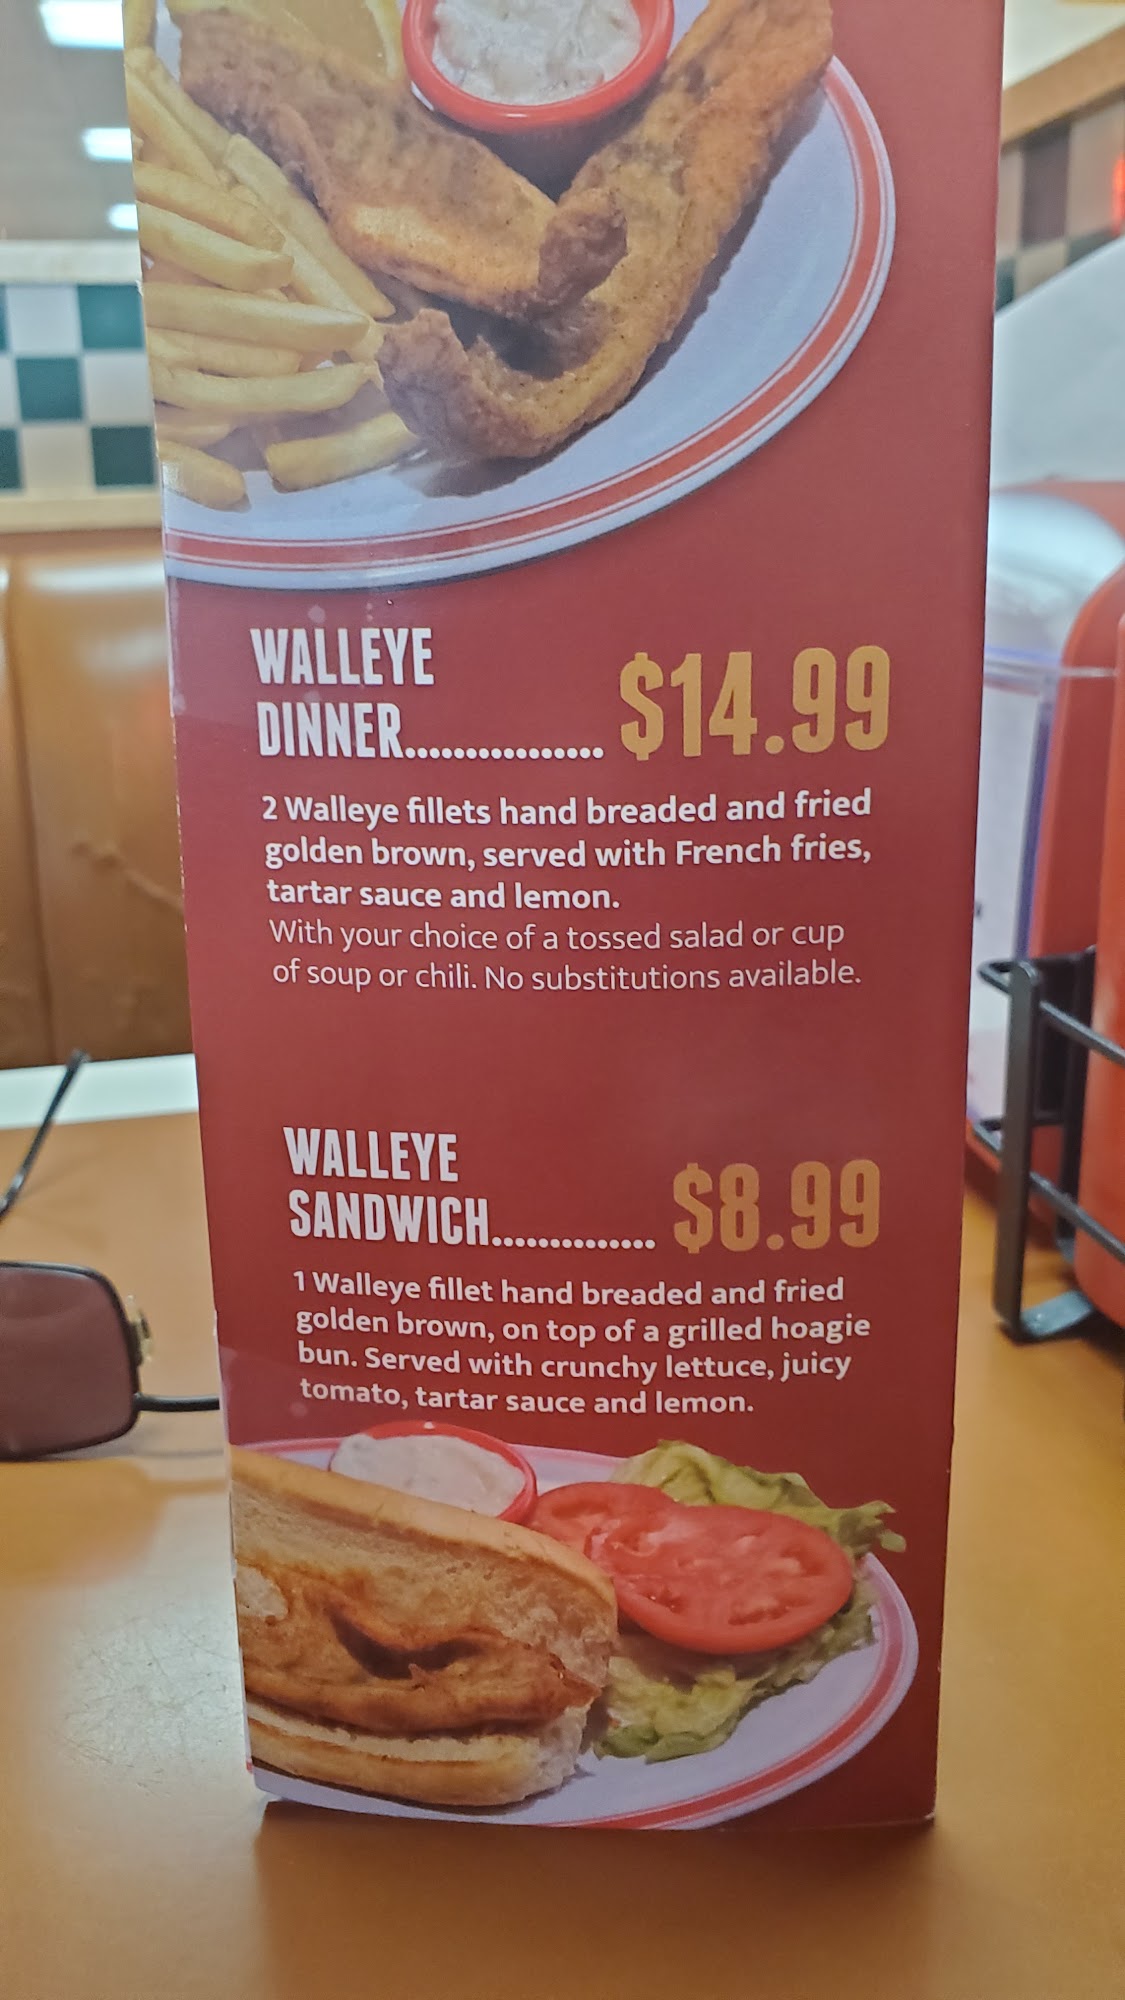 WALLEYE
DINNER................ $14.99
2 Walleye fillets hand breaded and fried
golden brown, served with French fries,
tartar sauce and lemon.
With your choice of a tossed salad or cup
of soup or chili. No substitutions available.
WALLEYE
SANDWICH.............. $8.99
1 Walleye fillet hand breaded and fried
golden brown, on top of a grilled hoagie
bun. Served with crunchy lettuce, juicy
tomato, tartar sauce and lemon.